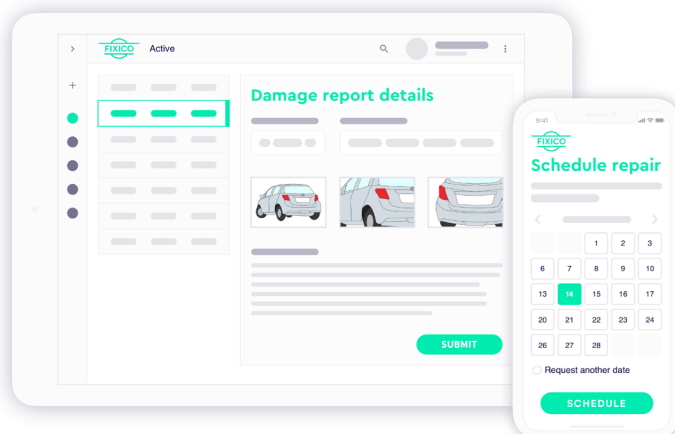 FIXICO
Active
Damage report details
SUBMIT
9:41
FIXICO
Schedule repair
1 2 3
6 7 8 9 10
13 14 15 16 17
20 21 22 23 24
26 27 28
Request another date
SCHEDULE